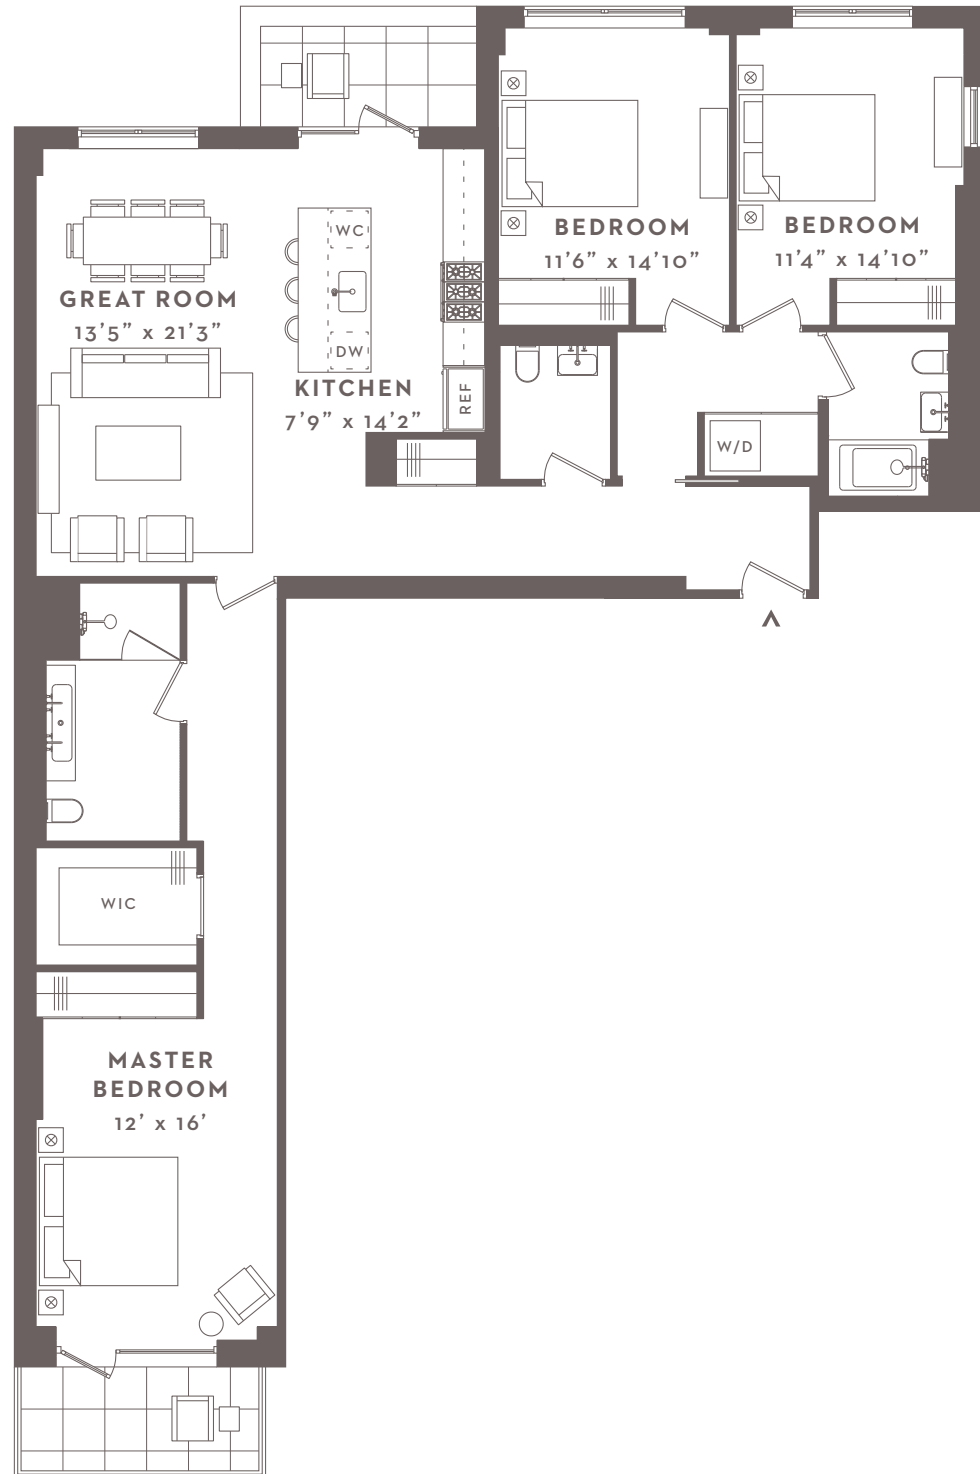 BEDROOM
11’6” x 14’10”
BEDROOM
11’4” x 14’10”
WC
GREAT ROOM
13’5” x 21’3”
DW
KITCHEN
7’9” x 14’2”
REF
W/D
WIC
MASTER
BEDROOM
12’ x 16’